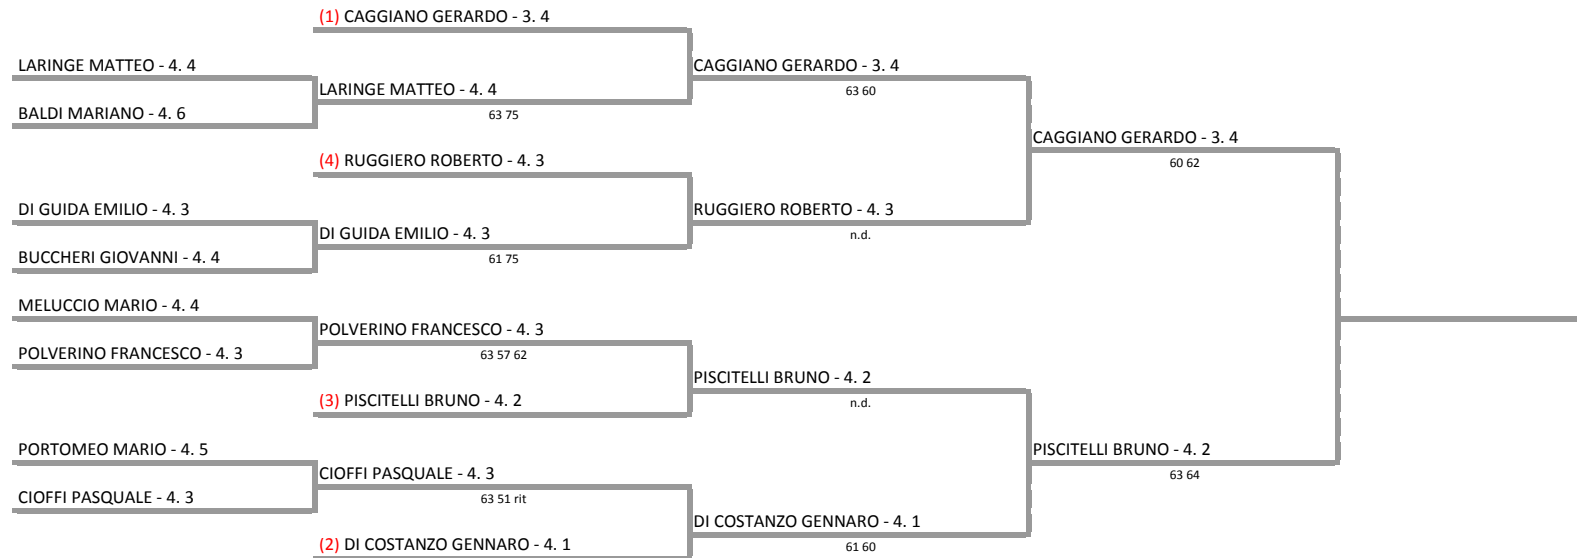 (1) CAGGIANO GERARDO - 3. 4
LARINGE MATTEO - 4. 4
CAGGIANO GERARDO - 3. 4
LARINGE MATTEO - 4. 4
63 60
BALDI MARIANO - 4. 6
63 75
CAGGIANO GERARDO - 3. 4
(4) RUGGIERO ROBERTO - 4. 3
60 62
DI GUIDA EMILIO - 4. 3
RUGGIERO ROBERTO - 4. 3
DI GUIDA EMILIO - 4. 3
n.d.
BUCCHERI GIOVANNI - 4. 4
61 75
MELUCCIO MARIO - 4. 4
POLVERINO FRANCESCO - 4. 3
POLVERINO FRANCESCO - 4. 3
63 57 62
PISCITELLI BRUNO - 4. 2
(3) PISCITELLI BRUNO - 4. 2
n.d.
PORTOMEO MARIO - 4. 5
PISCITELLI BRUNO - 4. 2
CIOFFI PASQUALE - 4. 3
63 64
CIOFFI PASQUALE - 4. 3
63 51 rit
DI COSTANZO GENNARO - 4. 1
(2) DI COSTANZO GENNARO - 4. 1
61 60